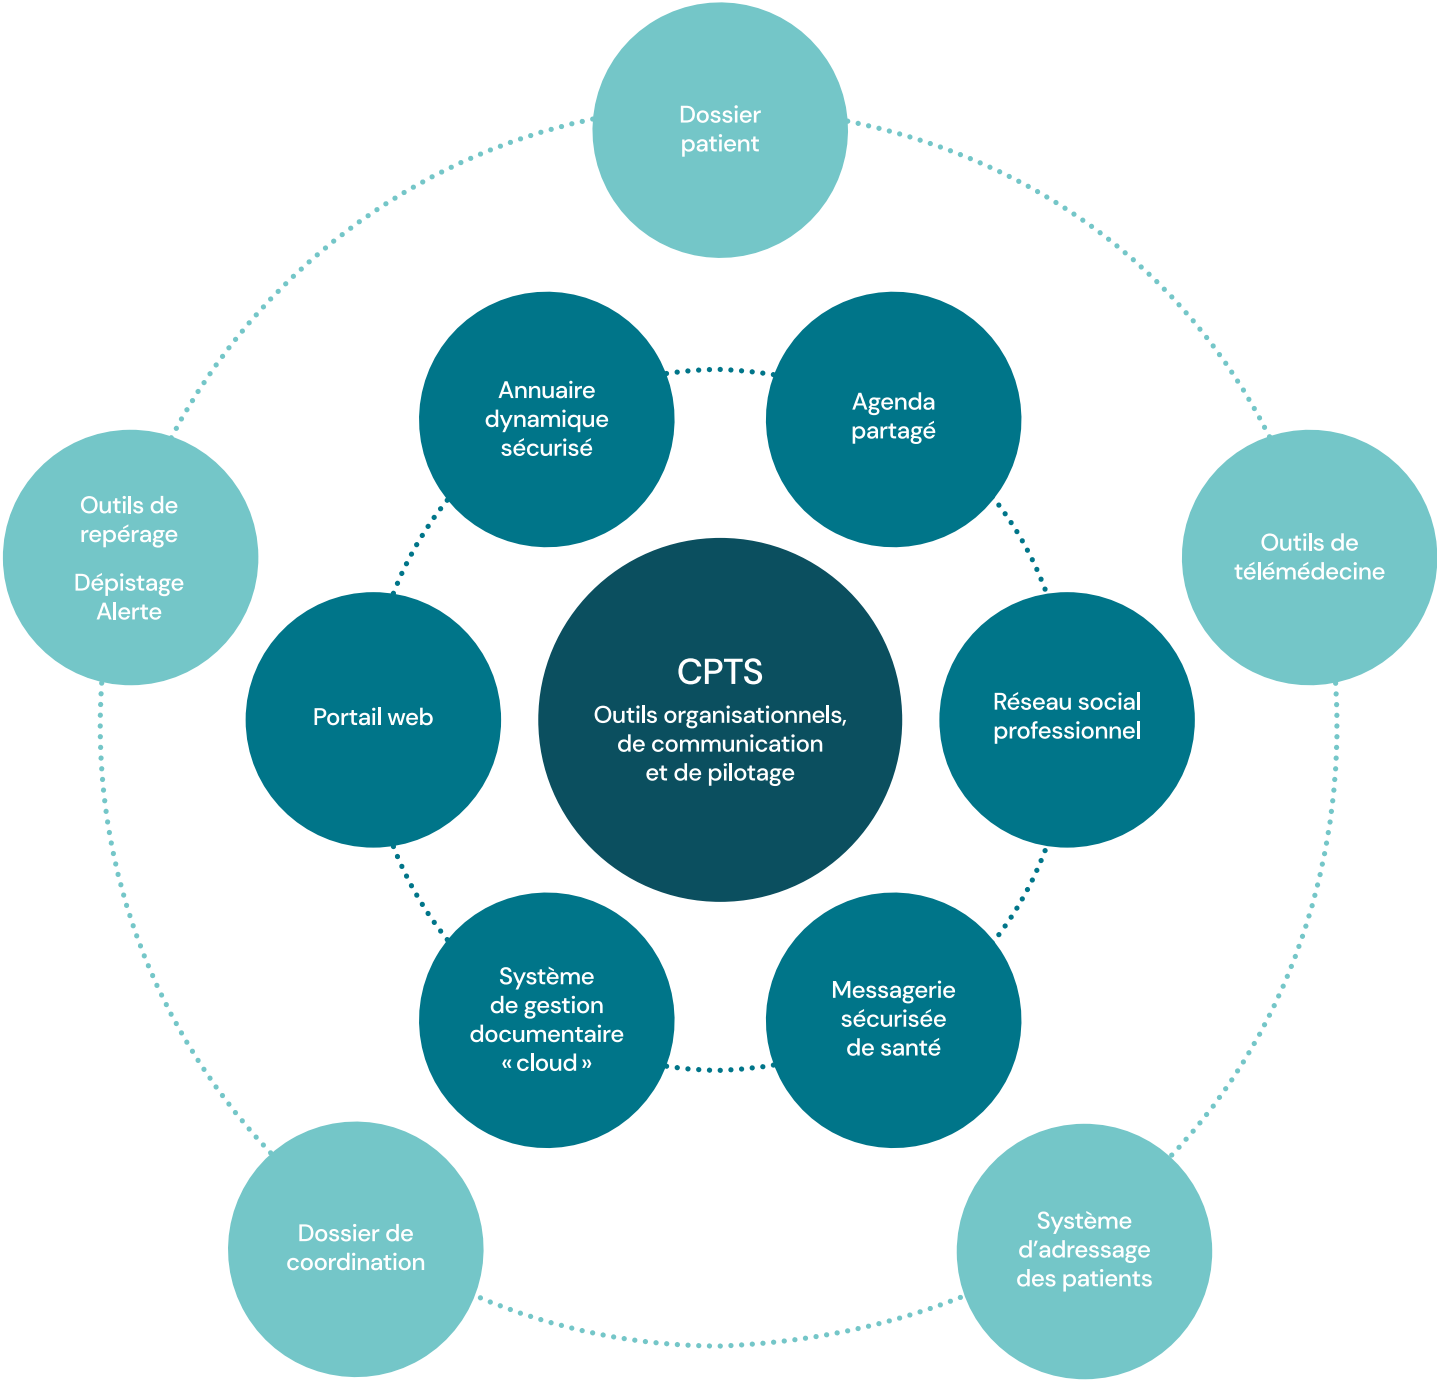 Dossier
patient
Annuaire
dynamique
sécurisé
Agenda
partagé
Outils de
repérage
Dépistage
Alerte
Outils de
télémédecine
CPTS
Outils organisationnels,
de communication
et de pilotage
Portail web
Réseau social
professionnel
Système
de gestion
documentaire
« cloud »
Messagerie
sécurisée
de santé
Dossier de
coordination
Système
d’adressage
des patients